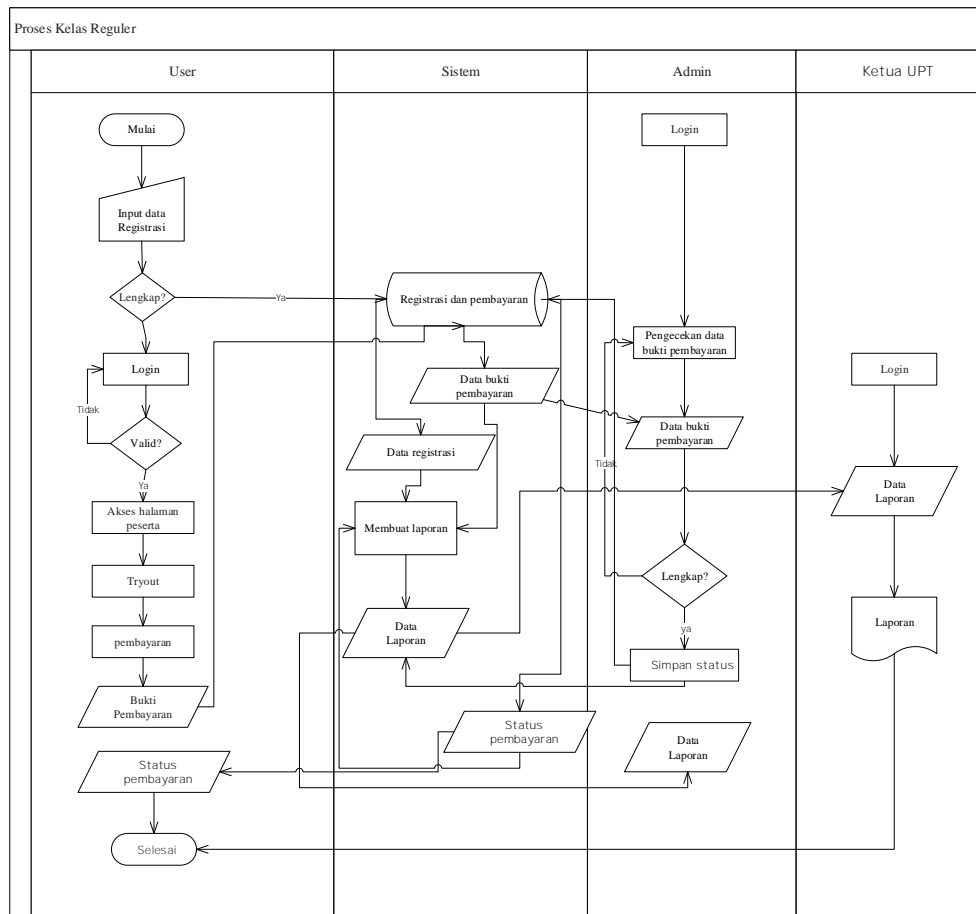 Proses Kelas Reguler
User
Sistem
Admin
Ketua UPT
Mulai
Input data
Registrasi
Lengkap?
Ya
Login
Tidak
Valid?
Ya
Akses halaman
peserta
Tryout
pembayaran
Bukti
Pembayaran
Status
pembayaran
Selesai
Registrasi dan pembayaran
Data bukti
pembayaran
Data registrasi
Membuat laporan
Data
Laporan
Status
pembayaran
Login
Pengecekan data
bukti pembayaran
Data bukti
pembayaran
Tidak
Lengkap?
ya
Simpan status
Data
Laporan
Login
Data
Laporan
Laporan